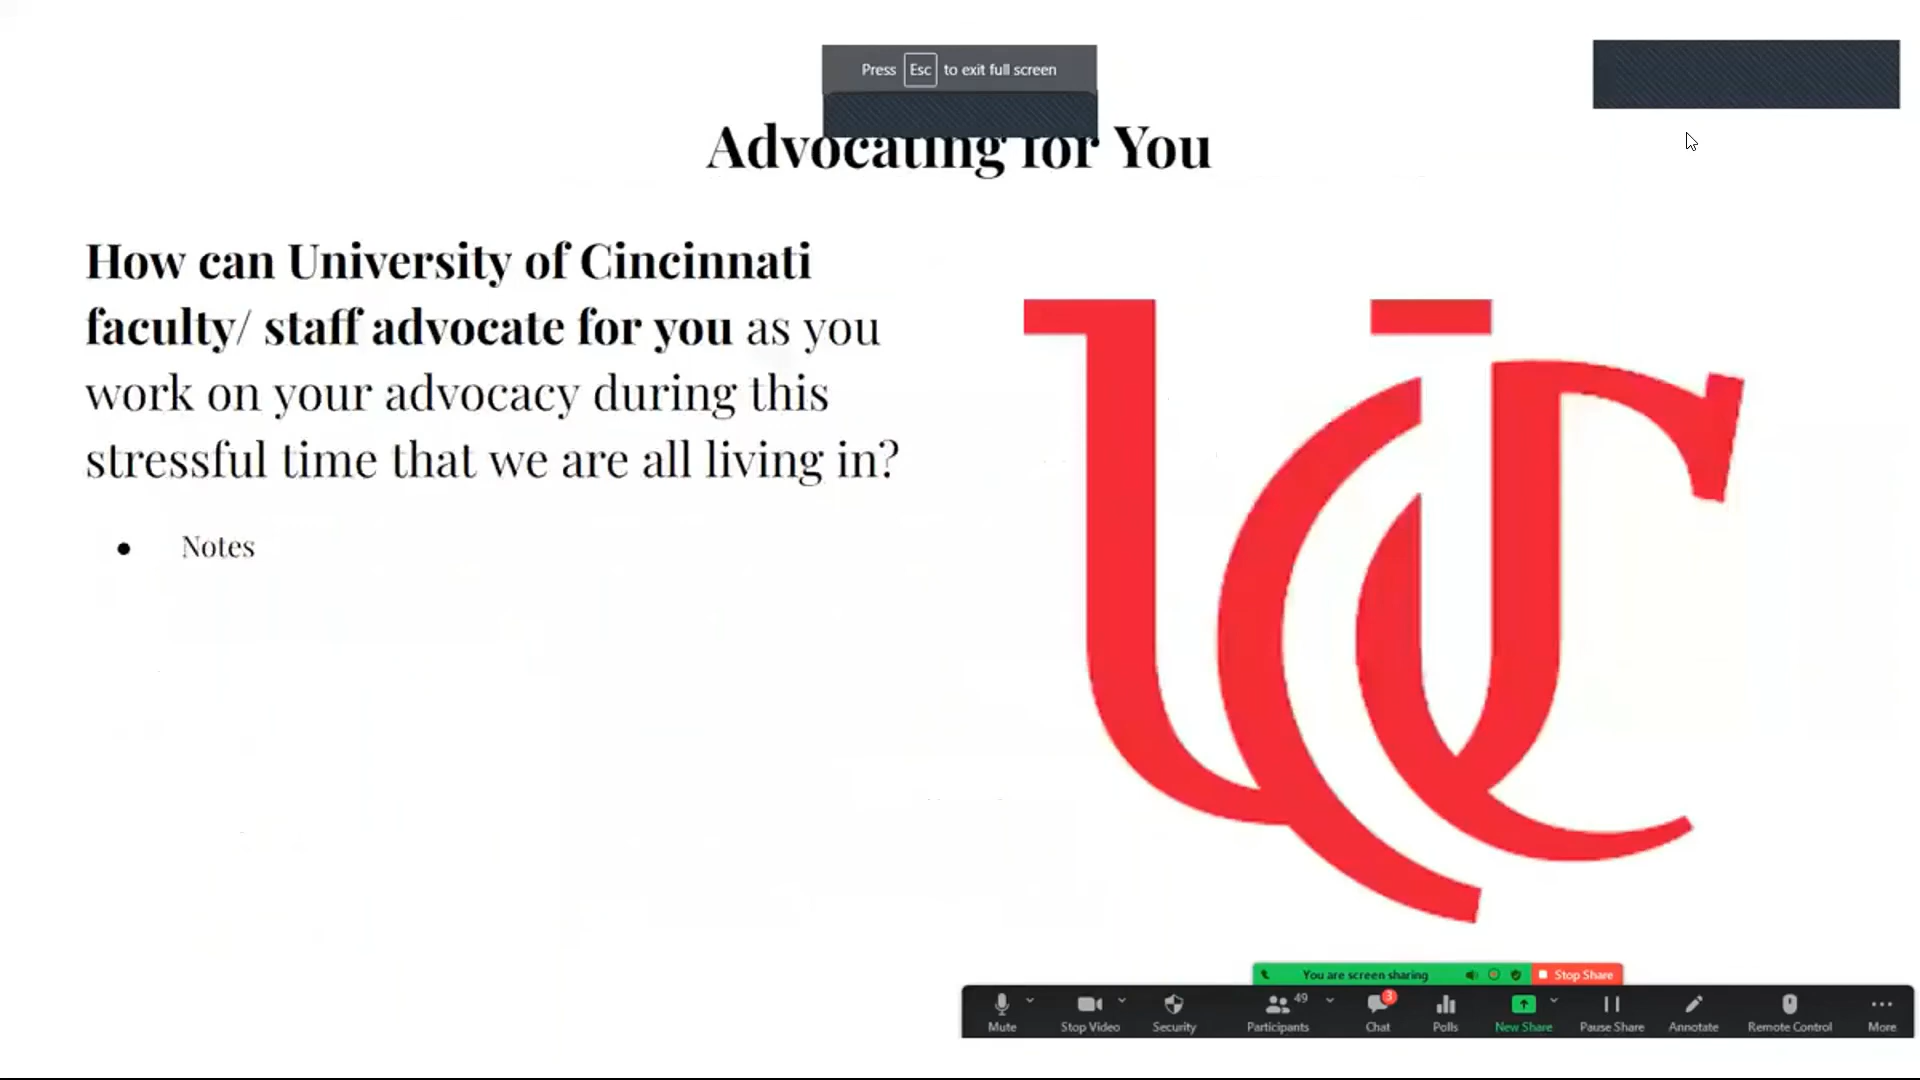 Press Esc to exit full screen
Advocating for You
How can University of Cincinnati
faculty/ staff advocate for you as you
work on your advocacy during this
stressful time that we are all living in?
● Notes
UC
You are screen sharing Stop Share
49 3
Mute Stop Video Security Participants Chat Polls New Share Pause Share Annotate Remote Control More